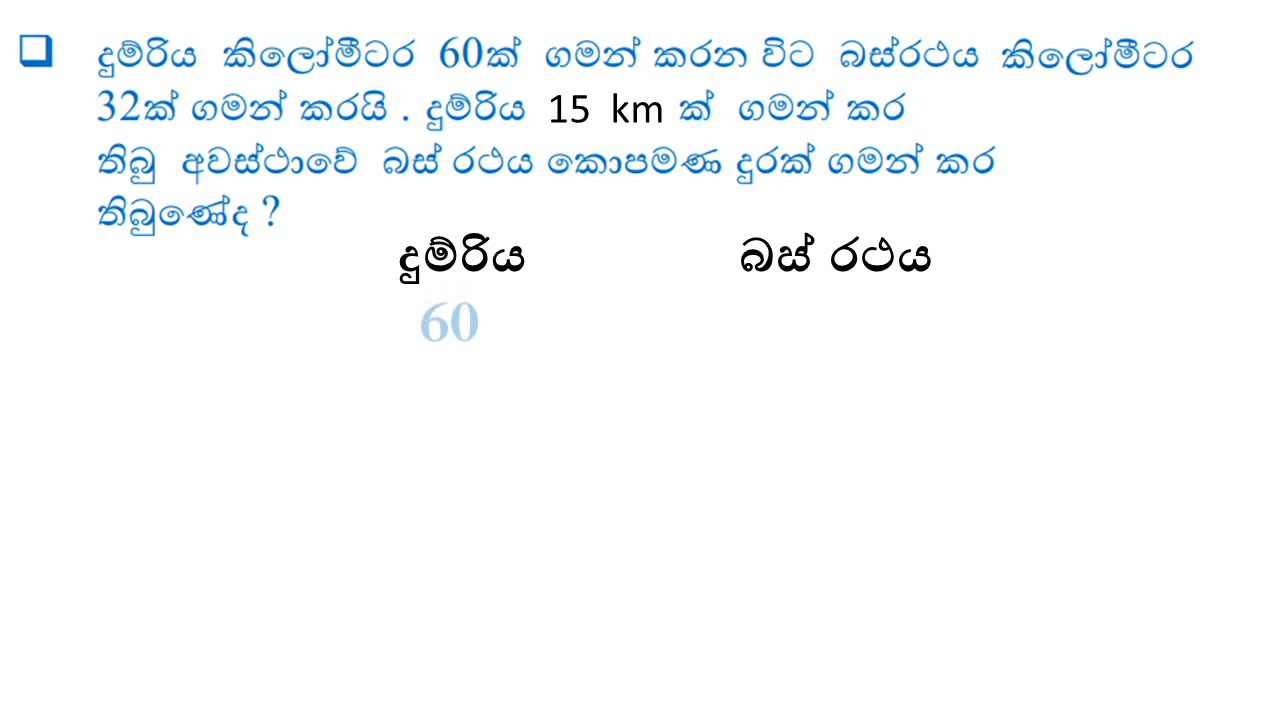 දුම්රිය කිලෝමීටර 60ක් ගමන් කරන විට බස්රථය කිලෝමීටර
32ක් ගමන් කරයි . දුම්රිය 15 km ක් ගමන් කර
තිබු අවස්ථාවේ බස් රථය කොපමණ දුරක් ගමන් කර
තිබුණේද ?
දුම්රිය බස් රථය
60